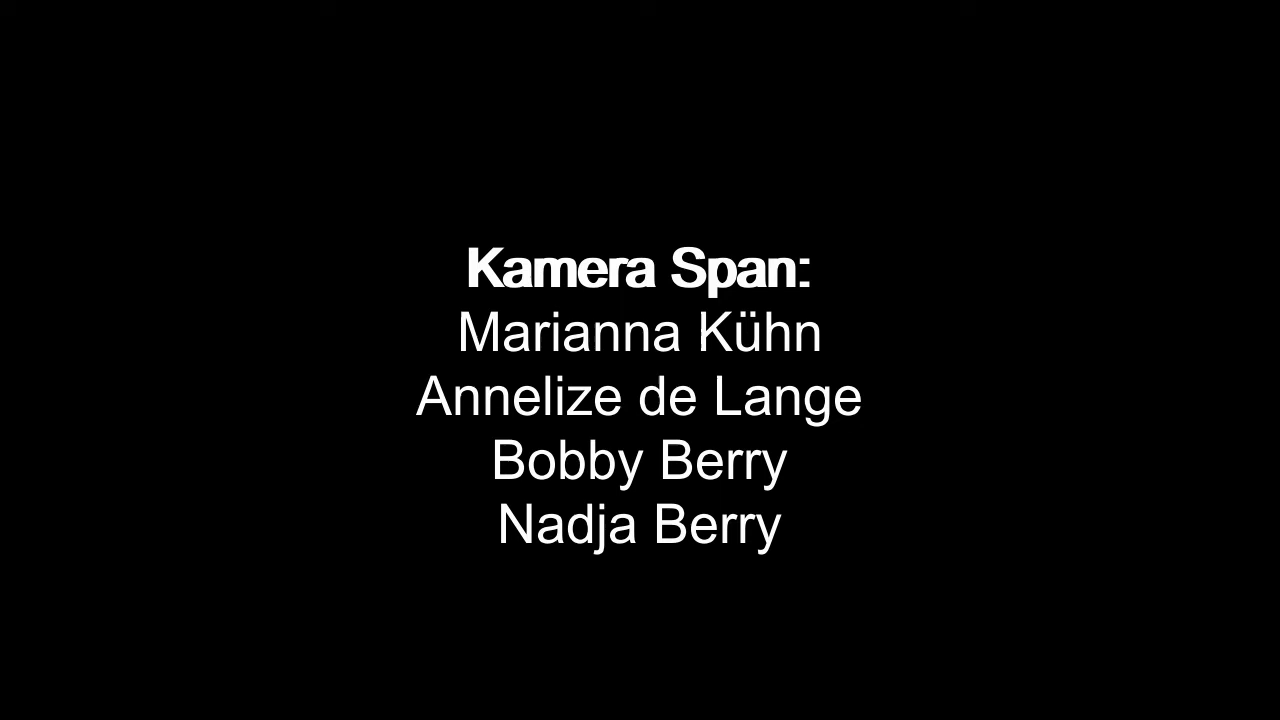 Kamera Span:
Marianna Kühn
Annelize de Lange
Bobby Berry
Nadja Berry